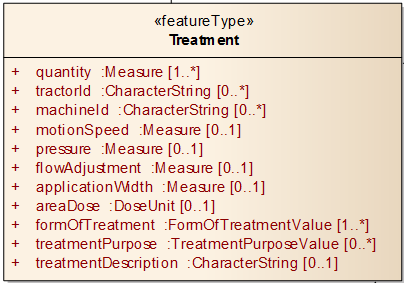 «featureType»
Treatment
+ quantity :Measure [1..*]
+ tractorId :CharacterString [0..*]
+ machineId :CharacterString [0..*]
+ motionSpeed :Measure [0..1]
+ pressure :Measure [0..1]
+ flowAdjustment :Measure [0..1]
+ applicationWidth :Measure [0..1]
+ areaDose :DoseUnit [0..1]
+ formOfTreatment :FormOfTreatmentValue [1..*]
+ treatmentPurpose :TreatmentPurposeValue [0..*]
+ treatmentDescription :CharacterString [0..1]